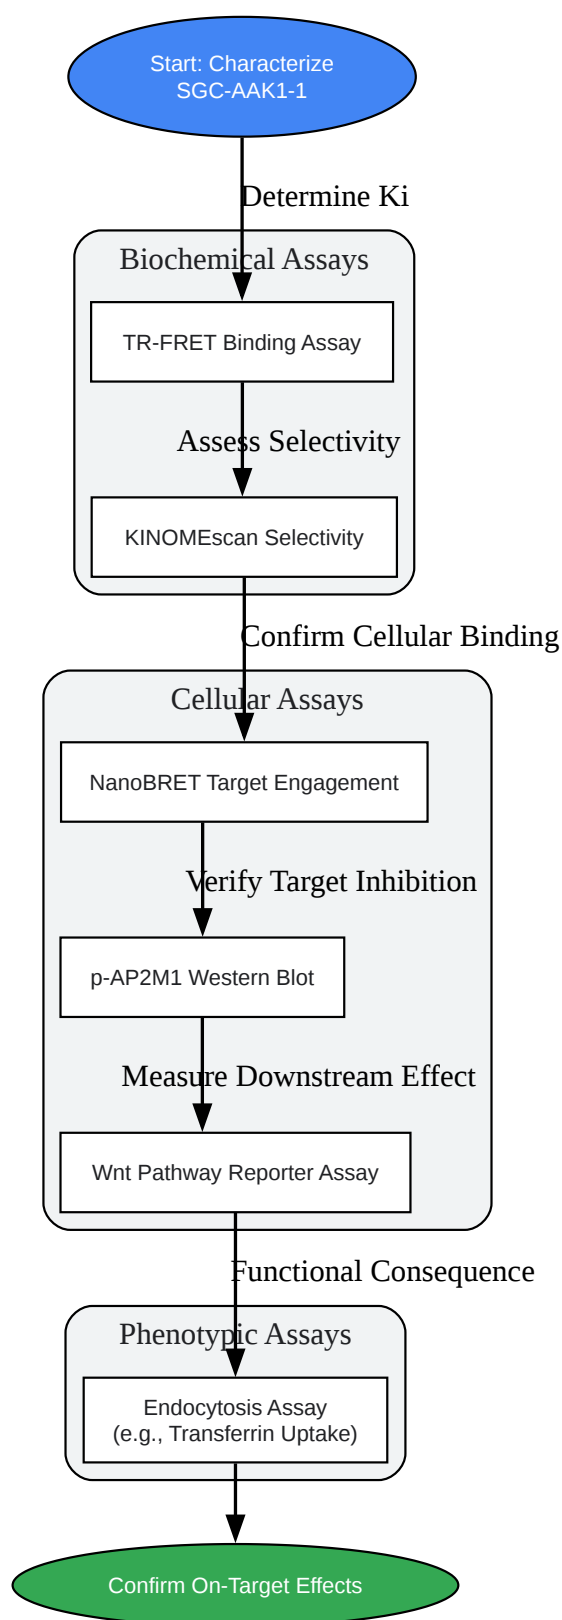 Start: Characterize
SGC-AAK1-1
Determine Ki
Biochemical Assays
TR-FRET Binding Assay
Assess Selectivity
KINOMEscan Selectivity
Confirm Cellular Binding
Cellular Assays
NanoBRET Target Engagement
Verify Target Inhibition
p-AP2M1 Western Blot
Measure Downstream Effect
Wnt Pathway Reporter Assay
Functional Consequence
Phenotypic Assays
Endocytosis Assay
(e.g., Transferrin Uptake)
Confirm On-Target Effects